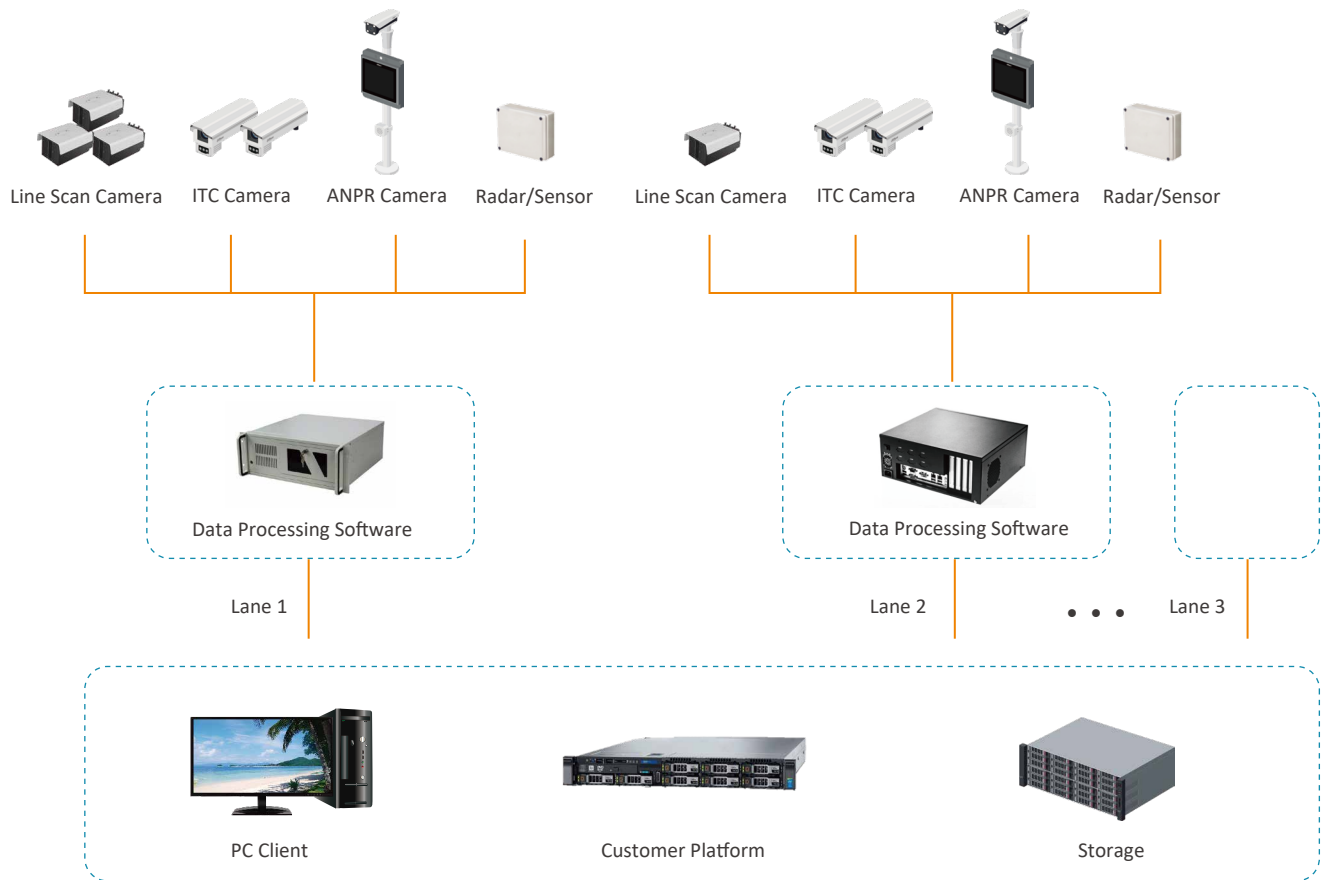 Line Scan Camera
ITC Camera
ANPR Camera
Radar/Sensor
Line Scan Camera
ITC Camera
ANPR Camera
Radar/Sensor
Data Processing Software
Data Processing Software
Lane 1
Lane 2
• • •
Lane 3
PC Client
Customer Platform
Storage